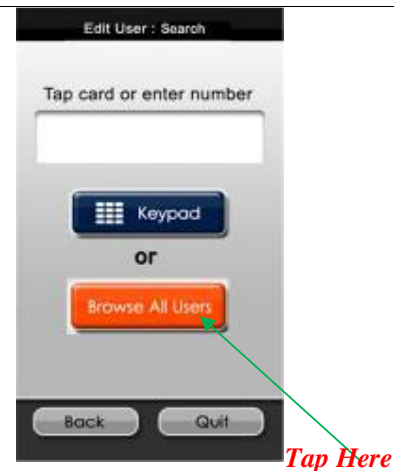 Edit User : Search
Tap card or enter number
Keypad
or
Browse All Users
Back Quit
Tap Here